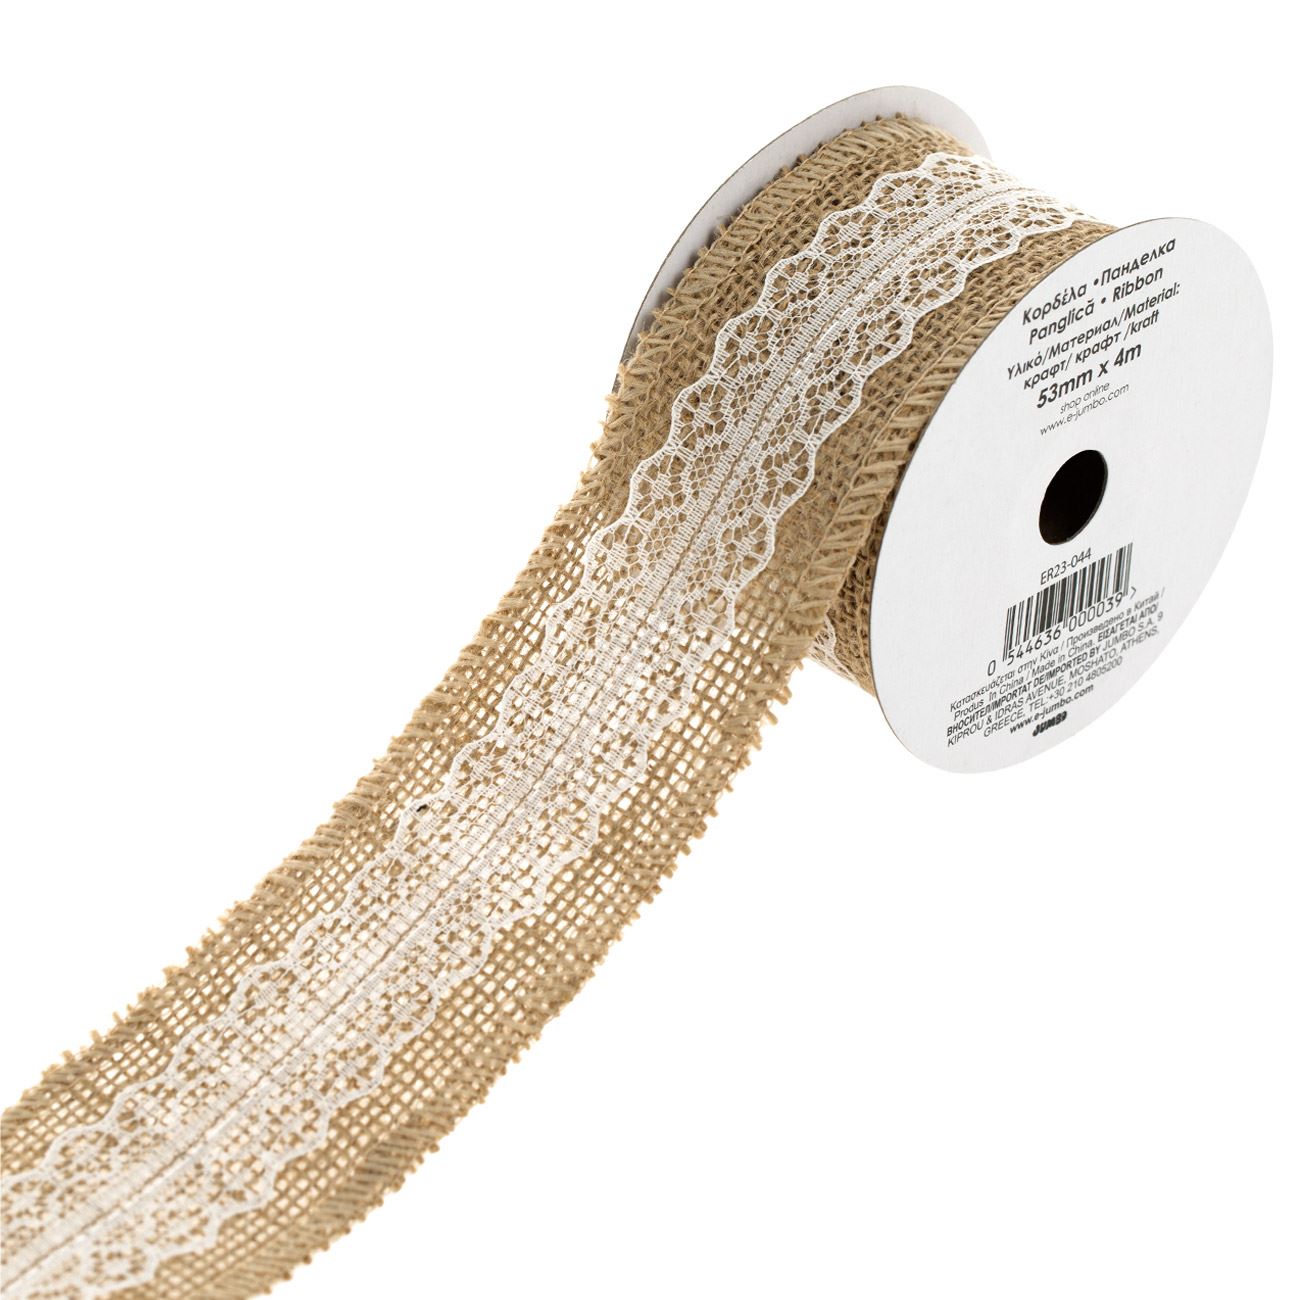 Κορδέλα • Панделка
Panglică • Ribbon
Υλικό/Материал/Material:
κραφτ/ крафт /kraft
53mm x 4m
shop online
www.e-jumbo.com
ER23-044
0 544636 000039 >
Κατασκευάζεται στην Κίνα / Произведено в Китай /
Produs în China / Made in China. ΕΙΣΑΓΕΤΑΙ ΑΠΟ/
ВНОСИТЕЛ/IMPORTAT DE/IMPORTED BY JUMBO S.A. 9
KIPROU & IDRAS AVENUE, MOSHATO, ATHENS,
GREECE. TEL:+30 210 4805200
www.e-jumbo.com
JUMBO